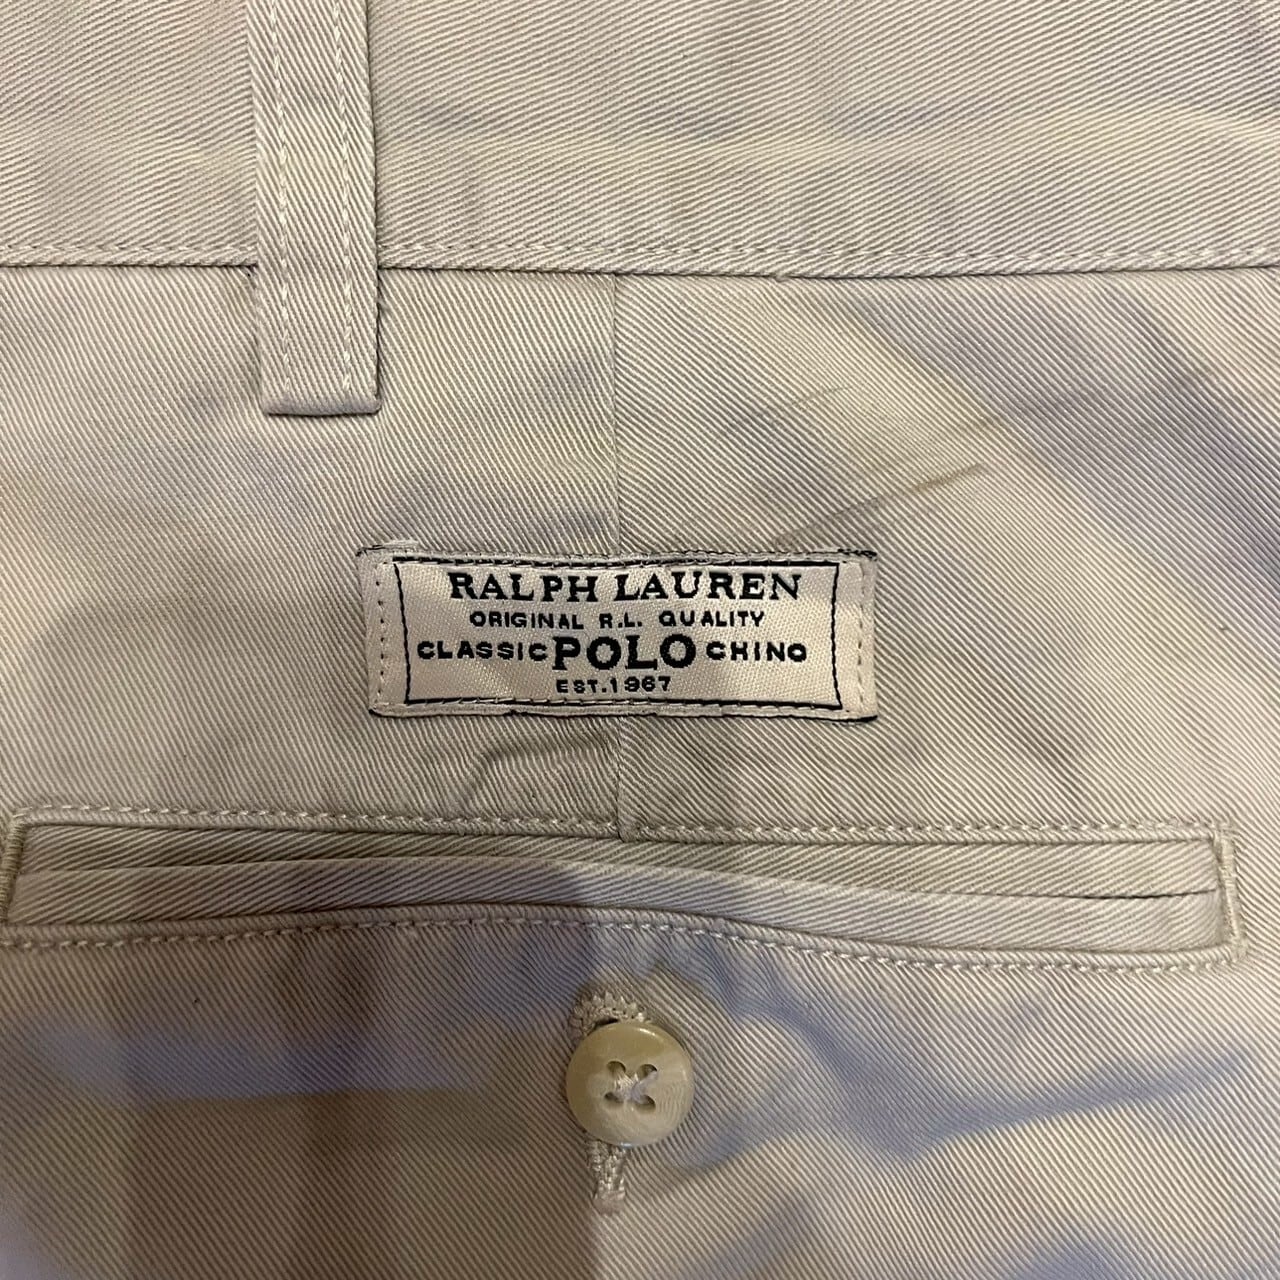 RALPH LAUREN
ORIGINAL R.L. QUALITY
CLASSIC POLO CHINO
EST.1967